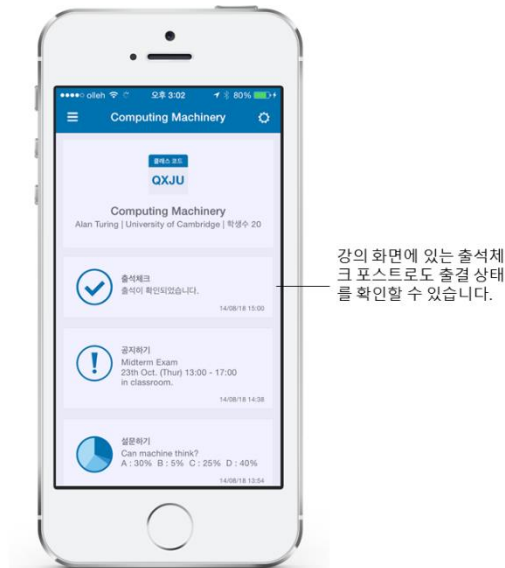 olleh 오후 3:02 80%
Computing Machinery
클래스 코드
QXJU
Computing Machinery
Alan Turing | University of Cambridge | 학생수 20
출석체크
출석이 확인되었습니다.
14/08/18 15:00
공지하기
Midterm Exam
23th Oct. (Thur) 13:00 - 17:00
in classroom.
14/08/18 14:38
설문하기
Can machine think?
A : 30% B : 5% C : 25% D : 40%
14/08/18 13:54
강의 화면에 있는 출석체
크 포스트로도 출결 상태
를 확인할 수 있습니다.